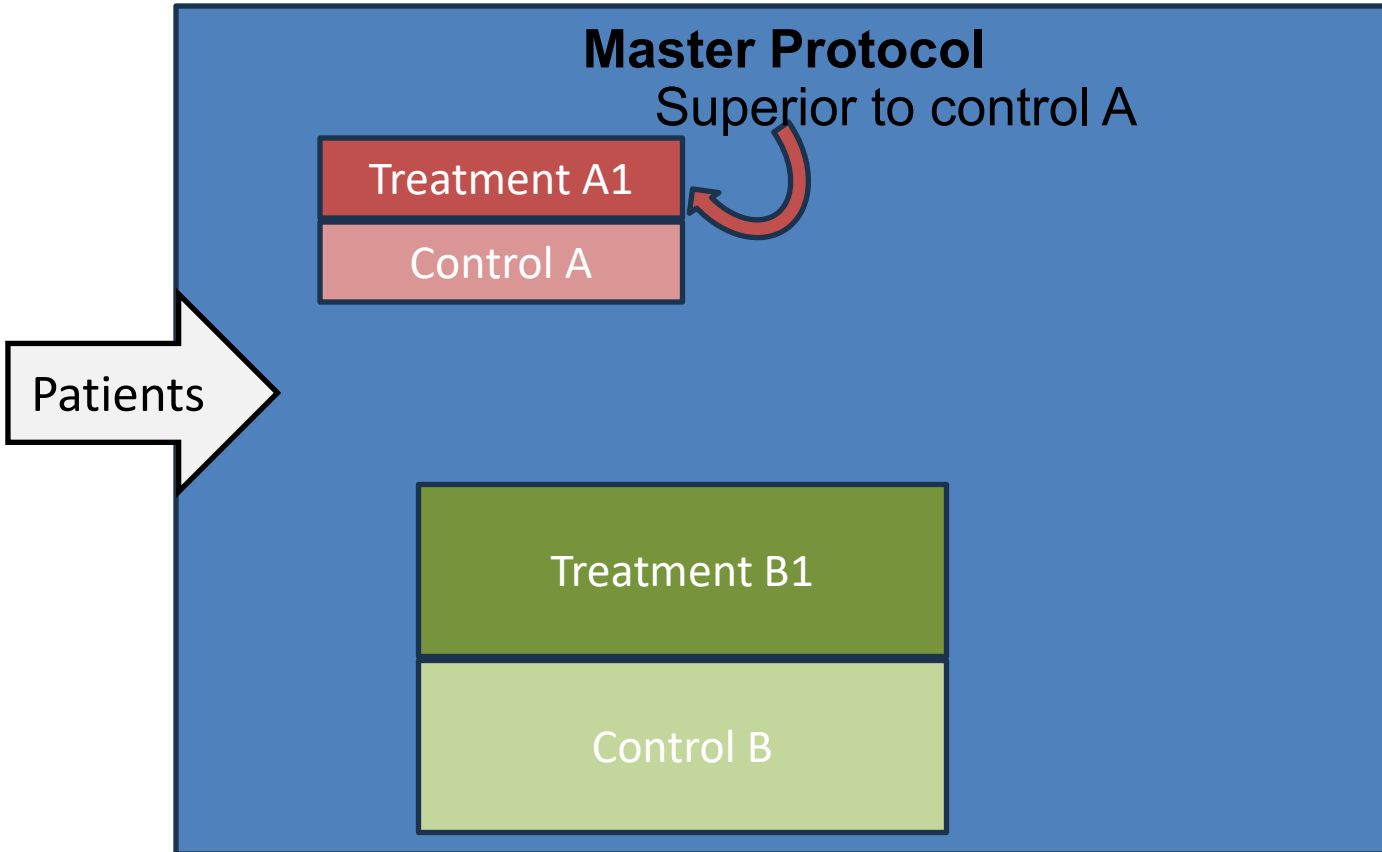 Master Protocol
Superior to control A
Treatment A1
Control A
Patients
Treatment B1
Control B